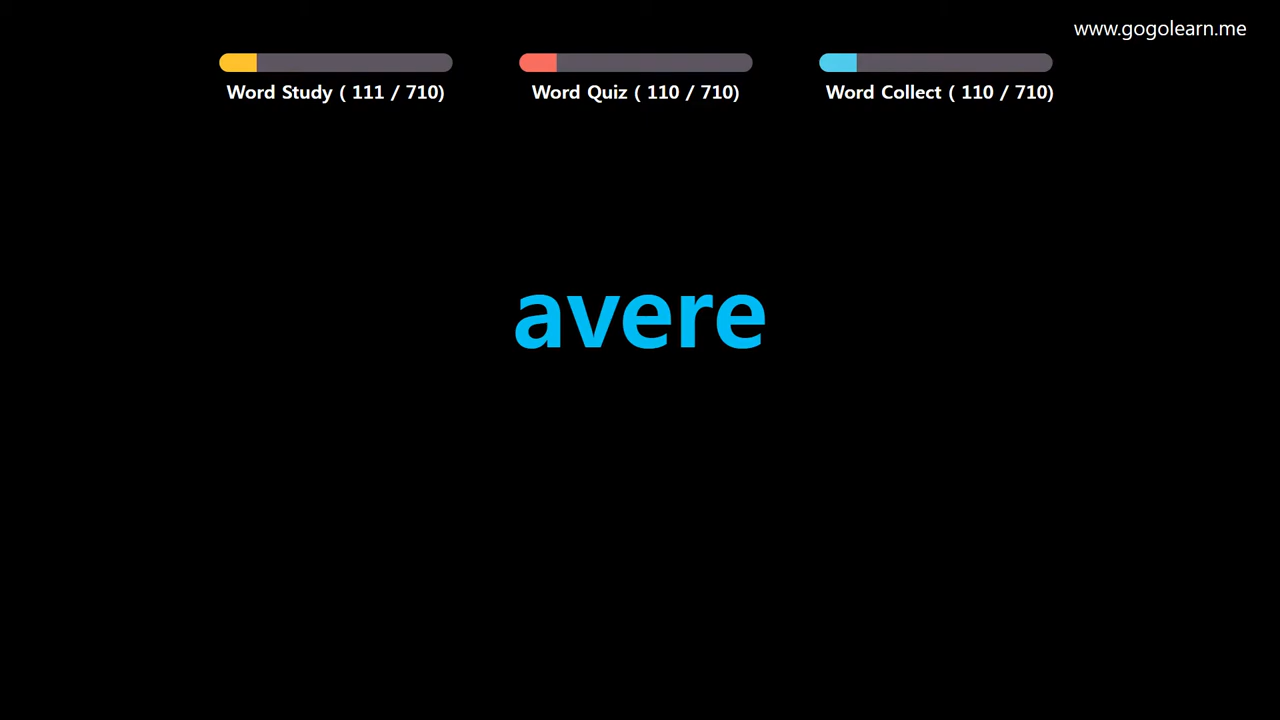 www.gogolearn.me
Word Study ( 111 / 710)
Word Quiz ( 110 / 710)
Word Collect ( 110 / 710)
avere